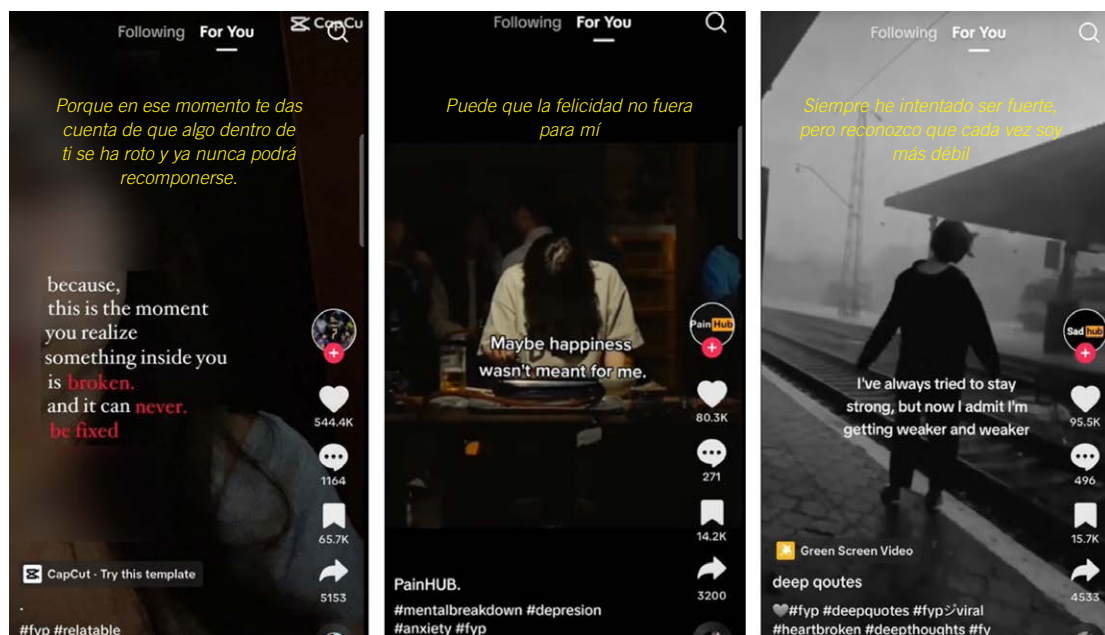 Following For You
CapCu
Porque en ese momento te das
cuenta de que algo dentro de
ti se ha roto y ya nunca podrá
recomponerse.
because,
this is the moment
you realize
something inside you
is broken.
and it can never.
be fixed
544.4K
1164
65.7K
CapCut · Try this template
5153
.
#fyp #relatable
Following For You
Puede que la felicidad no fuera
para mí
Pain Hub
Maybe happiness
wasn't meant for me.
80.3K
271
14.2K
PainHUB.
3200
#mentalbreakdown #depresion
#anxiety #fyp
Following For You
Siempre he intentado ser fuerte,
pero reconozco que cada vez soy
más débil
Sad hub
I've always tried to stay
strong, but now I admit I'm
getting weaker and weaker
95.5K
496
15.7K
Green Screen Video
deep qoutes
4533
🩶#fyp #deepquotes #fypシviral
#heartbroken #deepthoughts #fy